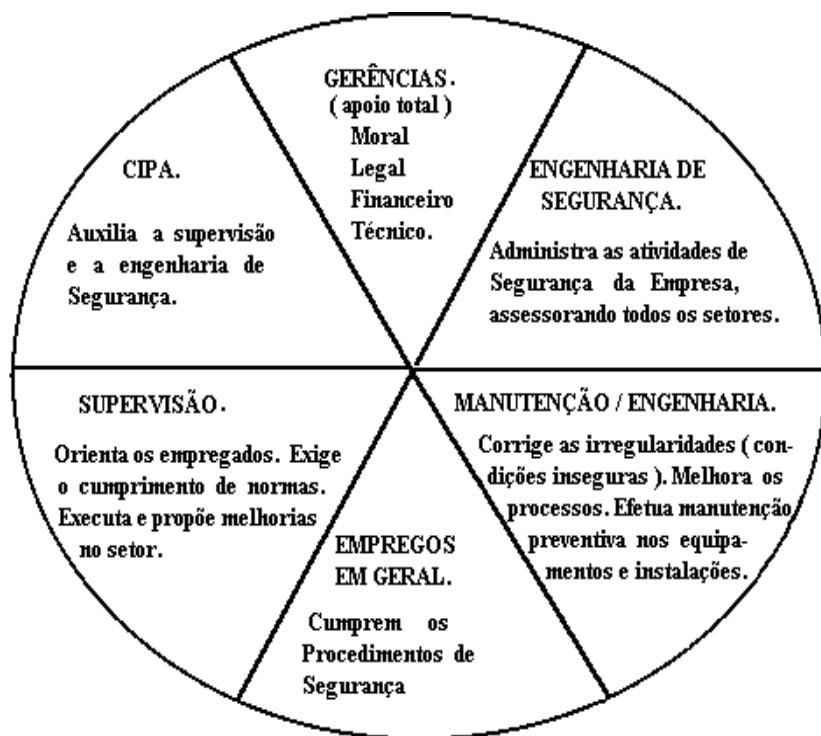 GERÊNCIAS.
( apoio total )
Moral
Legal
Financeiro
Técnico.
ENGENHARIA DE
SEGURANÇA.
Administra as atividades de
Segurança da Empresa,
assessorando todos os setores.
MANUTENÇÃO / ENGENHARIA.
Corrige as irregularidades ( con-
dições inseguras ). Melhora os
processos. Efetua manutenção
preventiva nos equipa-
mentos e instalações.
EMPREGOS
EM GERAL.
Cumprem os
Procedimentos de
Segurança
SUPERVISÃO.
Orienta os empregados. Exige
o cumprimento de normas.
Executa e propõe melhorias
no setor.
CIPA.
Auxilia a supervisão
e a engenharia de
Segurança.